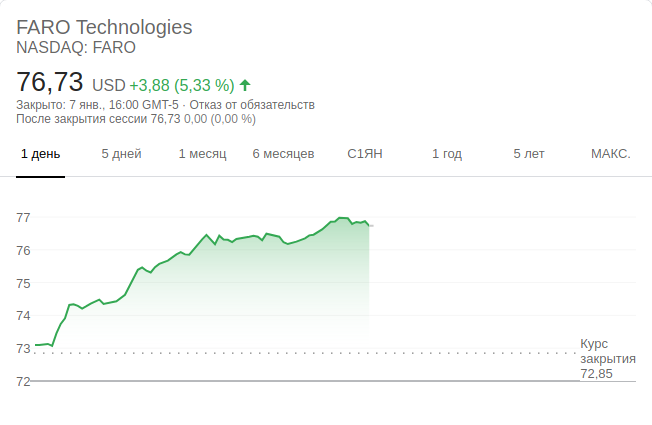 FARO Technologies
NASDAQ: FARO
76,73 USD +3,88 (5,33 %)
Закрыто: 7 янв., 16:00 GMT-5 · Отказ от обязательств
После закрытия сессии 76,73 0,00 (0,00 %)
1 день 5 дней 1 месяц 6 месяцев С1ЯН 1 год 5 лет МАКС.
77
76
75
74
73
72
Курс
закрытия
72,85